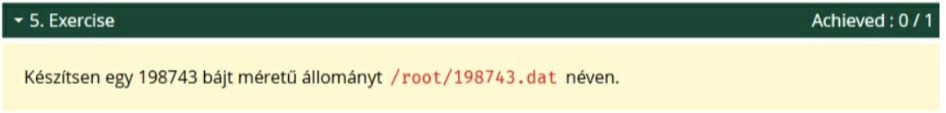 5. Exercise Achieved : 0 / 1
Készítsen egy 198743 bájt méretű állományt /root/198743.dat néven.